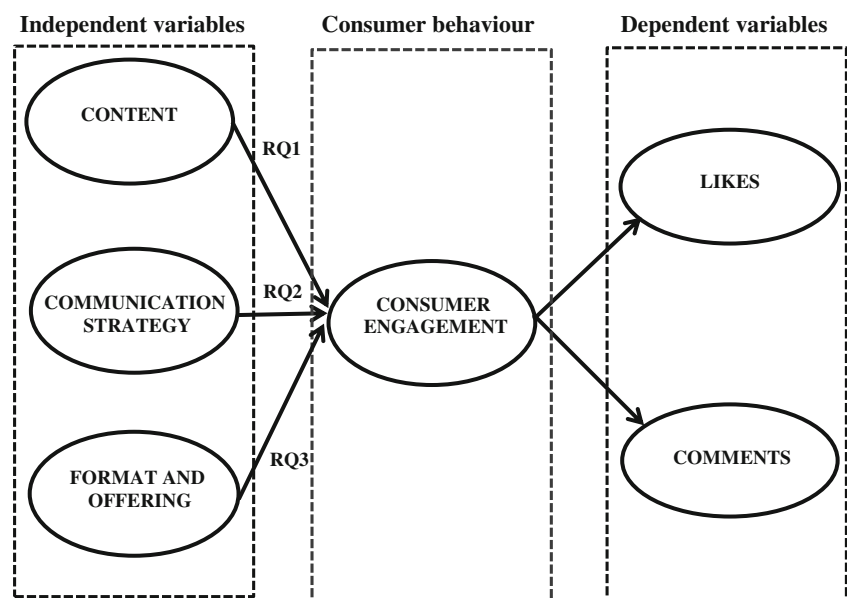 Independent variables
Consumer behaviour
Dependent variables
CONTENT
RQ1
LIKES
COMMUNICATION
STRATEGY
RQ2
CONSUMER
ENGAGEMENT
RQ3
FORMAT AND
OFFERING
COMMENTS